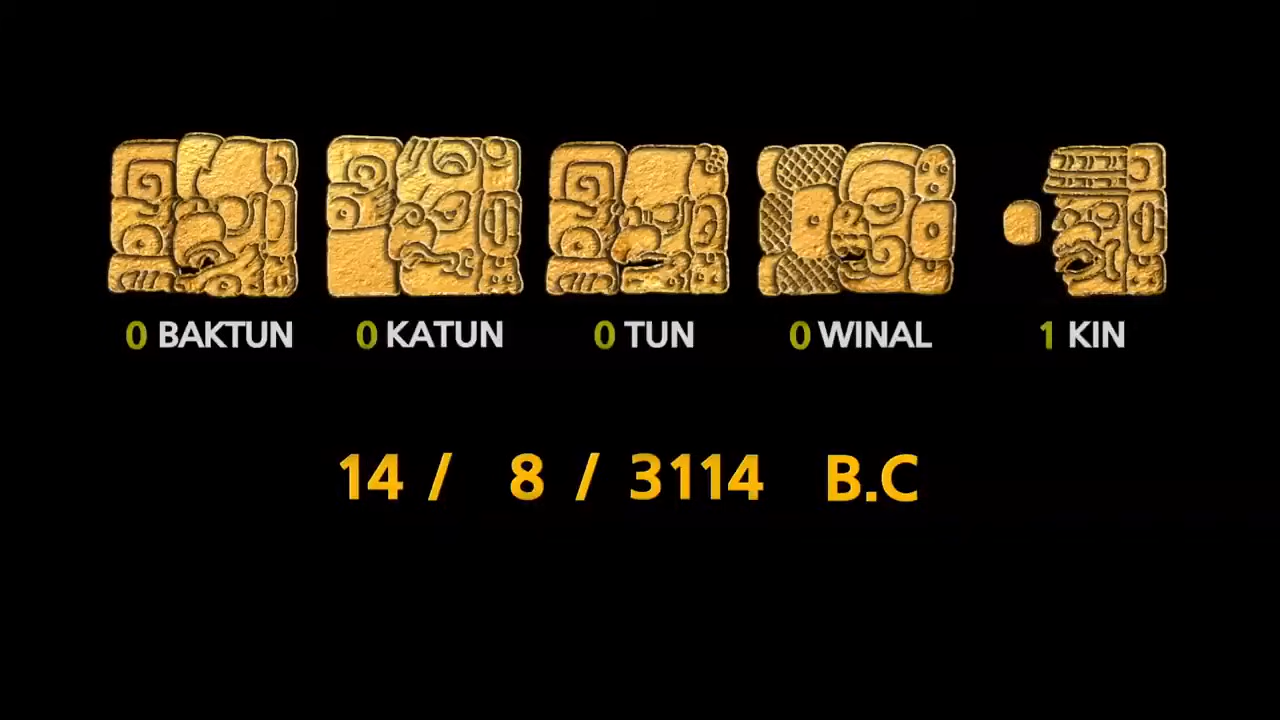 0 BAKTUN 0 KATUN 0 TUN 0 WINAL 1 KIN
14 / 8 / 3114 B.C